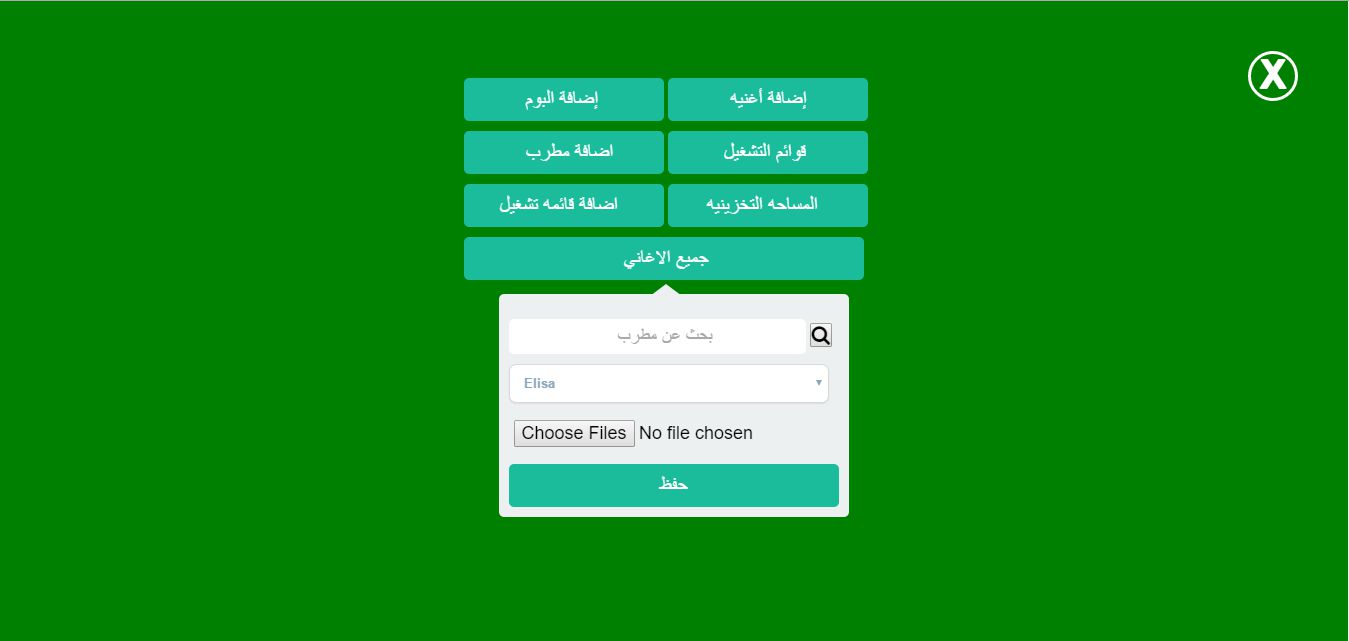 X
إضافة أغنيه
إضافة البوم
قوائم التشغيل
اضافة مطرب
المساحه التخزينيه
اضافة قائمه تشغيل
جميع الاغاني
بحث عن مطرب
Elisa
Choose Files No file chosen
حفظ